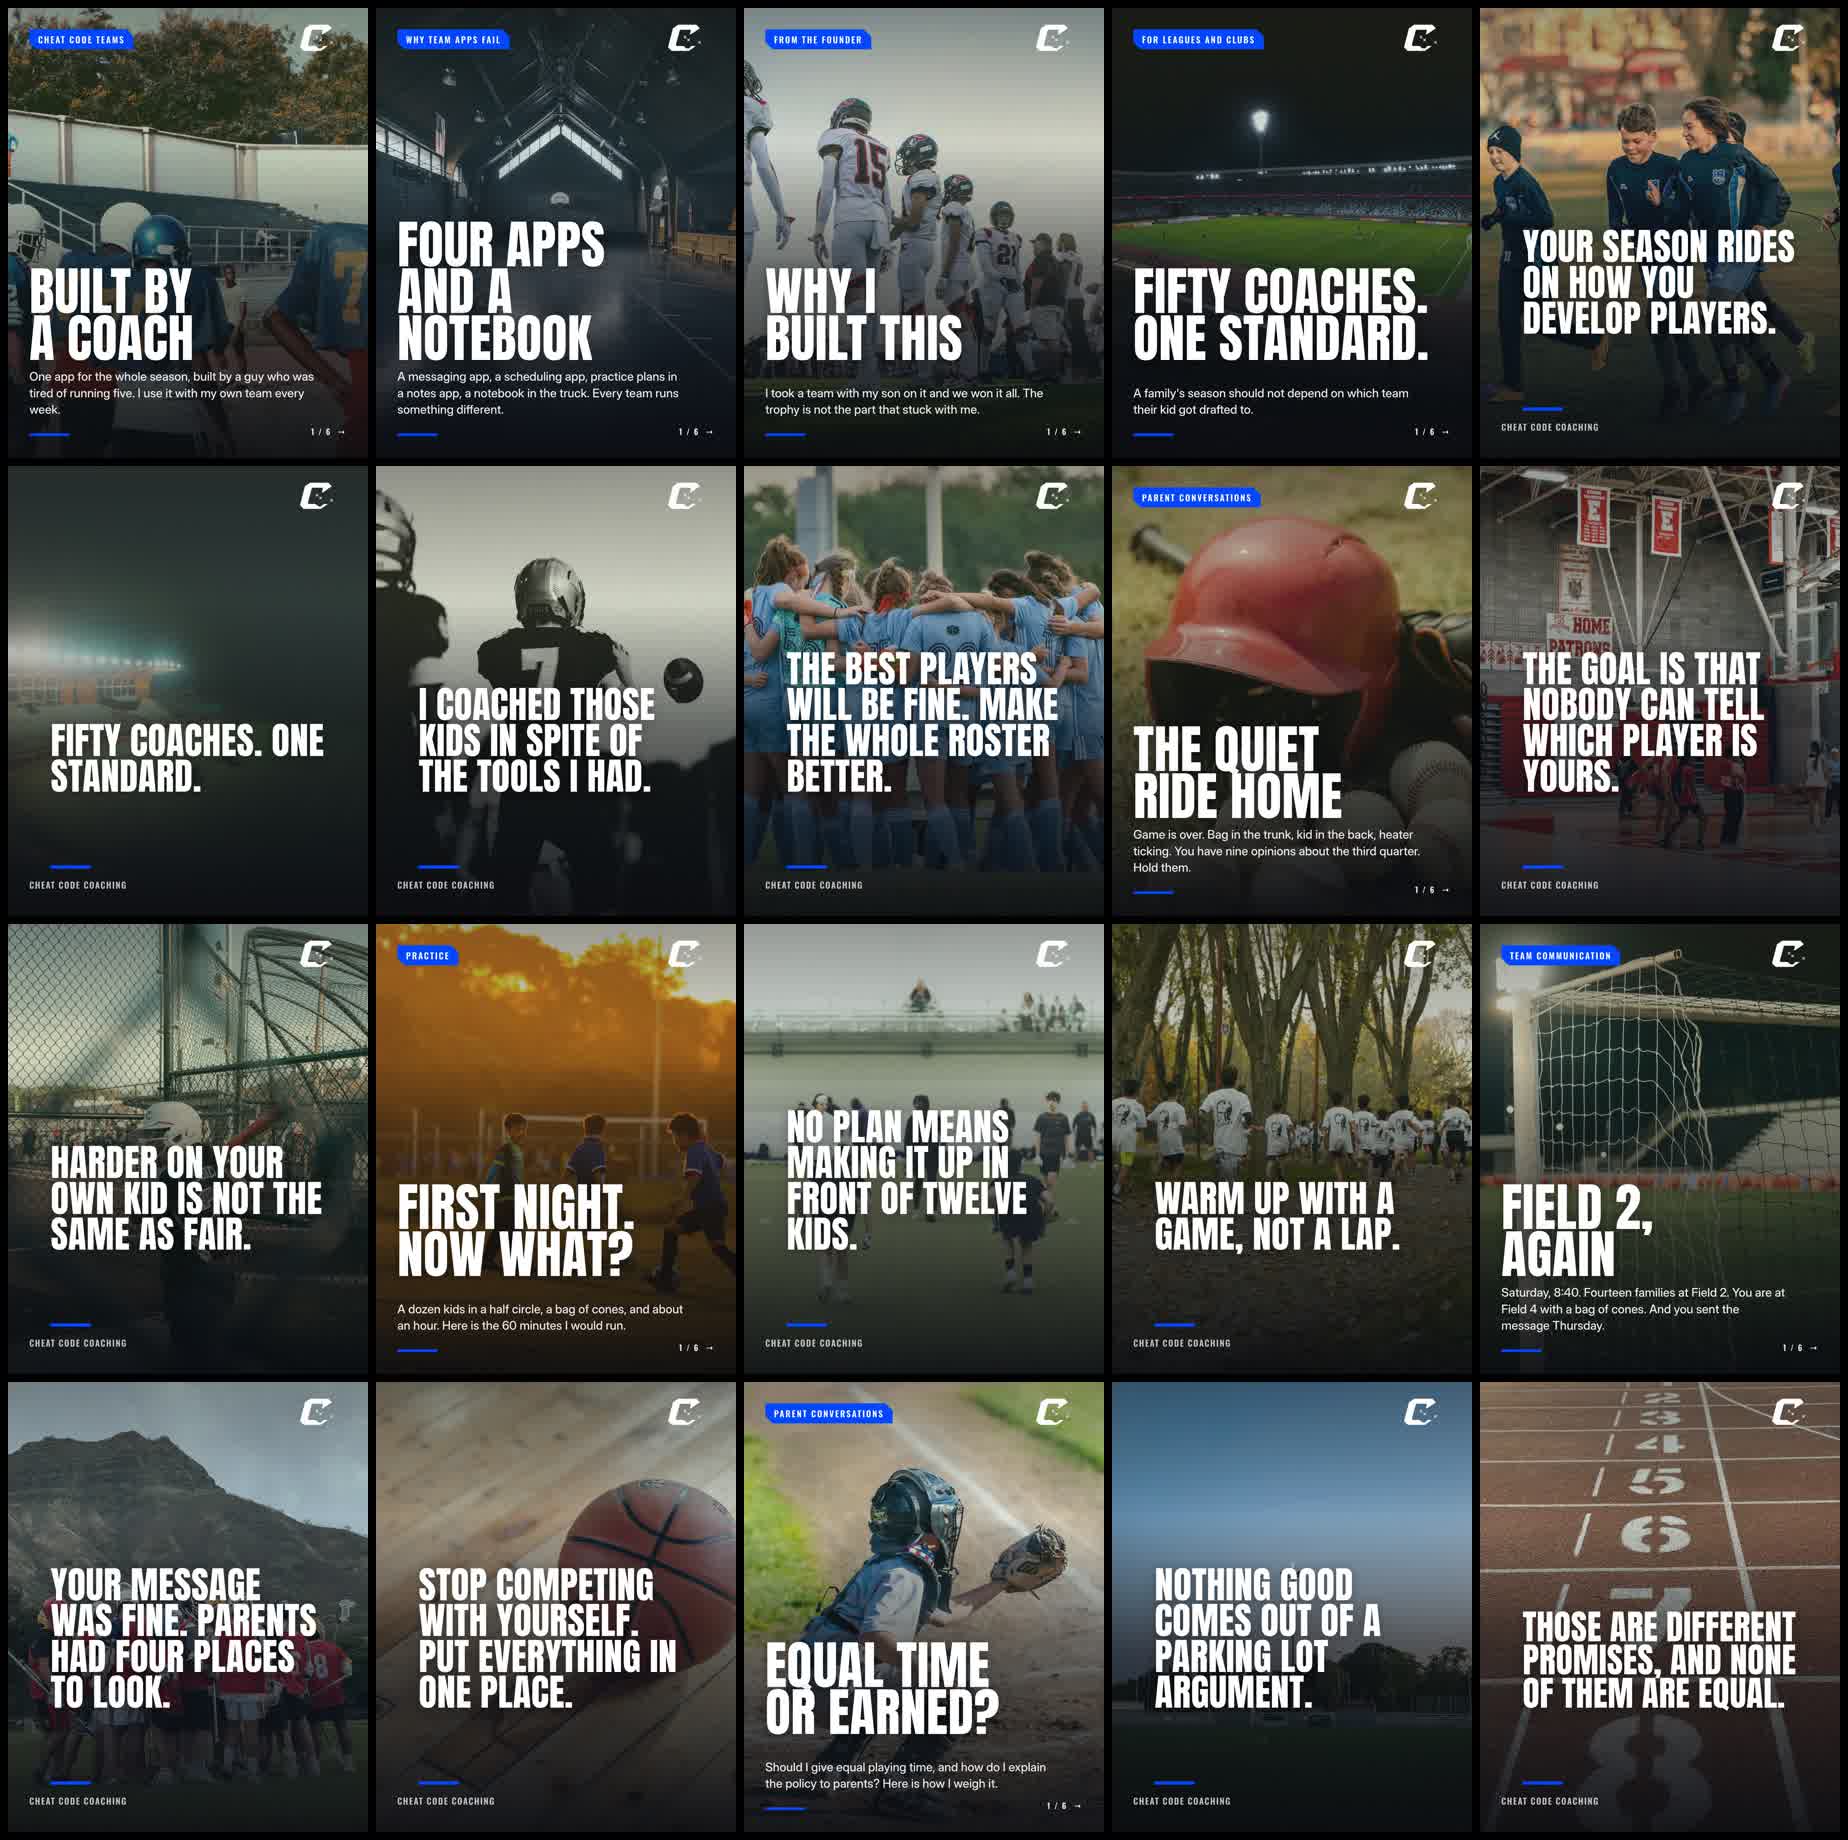 CHEAT CODE TEAMS
BUILT BY
A COACH
One app for the whole season, built by a guy who was
tired of running five. I use it with my own team every
week.
1 / 6 →
WHY TEAM APPS FAIL
FOUR APPS
AND A
NOTEBOOK
A messaging app, a scheduling app, practice plans in
a notes app, a notebook in the truck. Every team runs
something different.
1 / 6 →
FROM THE FOUNDER
15
21
WHY I
BUILT THIS
I took a team with my son on it and we won it all. The
trophy is not the part that stuck with me.
1 / 6 →
FOR LEAGUES AND CLUBS
FIFTY COACHES.
ONE STANDARD.
A family's season should not depend on which team
their kid got drafted to.
1 / 6 →
YOUR SEASON RIDES
ON HOW YOU
DEVELOP PLAYERS.
CHEAT CODE COACHING
FIFTY COACHES. ONE
STANDARD.
CHEAT CODE COACHING
7
I COACHED THOSE
KIDS IN SPITE OF
THE TOOLS I HAD.
CHEAT CODE COACHING
THE BEST PLAYERS
WILL BE FINE. MAKE
THE WHOLE ROSTER
BETTER.
CHEAT CODE COACHING
PARENT CONVERSATIONS
THE QUIET
RIDE HOME
Game is over. Bag in the trunk, kid in the back, heater
ticking. You have nine opinions about the third quarter.
Hold them.
1 / 6 →
E
E
HOME
PATRONS
THE GOAL IS THAT
NOBODY CAN TELL
WHICH PLAYER IS
YOURS.
CHEAT CODE COACHING
HARDER ON YOUR
OWN KID IS NOT THE
SAME AS FAIR.
CHEAT CODE COACHING
PRACTICE
FIRST NIGHT.
NOW WHAT?
A dozen kids in a half circle, a bag of cones, and about
an hour. Here is the 60 minutes I would run.
1 / 6 →
NO PLAN MEANS
MAKING IT UP IN
FRONT OF TWELVE
KIDS.
CHEAT CODE COACHING
WARM UP WITH A
GAME, NOT A LAP.
CHEAT CODE COACHING
TEAM COMMUNICATION
FIELD 2,
AGAIN
Saturday, 8:40. Fourteen families at Field 2. You are at
Field 4 with a bag of cones. And you sent the
message Thursday.
1 / 6 →
YOUR MESSAGE
WAS FINE. PARENTS
HAD FOUR PLACES
TO LOOK.
CHEAT CODE COACHING
STOP COMPETING
WITH YOURSELF.
PUT EVERYTHING IN
ONE PLACE.
CHEAT CODE COACHING
PARENT CONVERSATIONS
EQUAL TIME
OR EARNED?
Should I give equal playing time, and how do I explain
the policy to parents? Here is how I weigh it.
1 / 6 →
NOTHING GOOD
COMES OUT OF A
PARKING LOT
ARGUMENT.
CHEAT CODE COACHING
3
4
5
6
7
8
THOSE ARE DIFFERENT
PROMISES, AND NONE
OF THEM ARE EQUAL.
CHEAT CODE COACHING